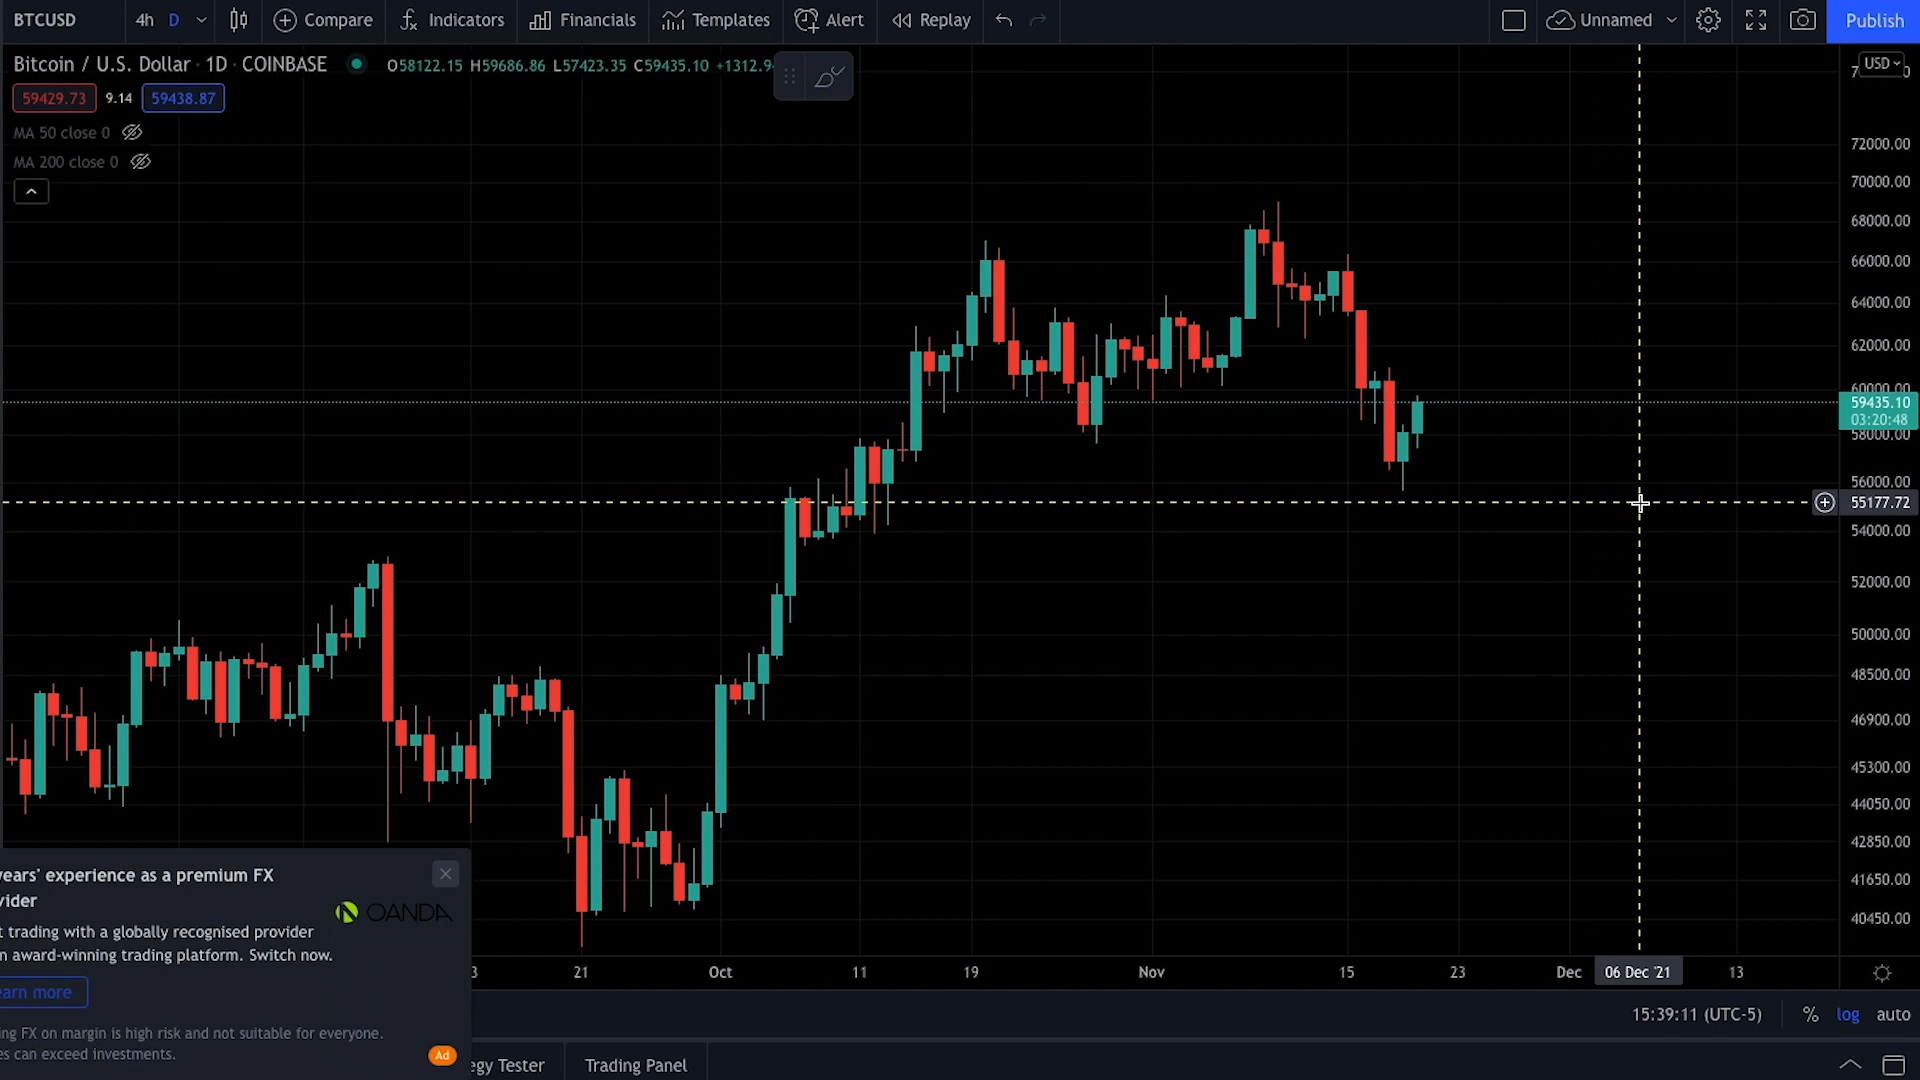 BTCUSD 4h D Compare Indicators Financials Templates Alert Replay Unnamed Publish
Bitcoin / U.S. Dollar · 1D · COINBASE O58122.15 H59686.86 L57423.35 C59435.10 +1312.9
USD
59429.73 9.14 59438.87
MA 50 close 0
MA 200 close 0
72000.00
70000.00
68000.00
66000.00
64000.00
62000.00
60000.00
59435.10
03:20:48
58000.00
56000.00
55177.72
54000.00
52000.00
50000.00
48500.00
46900.00
45300.00
44050.00
42850.00
41650.00
40450.00
years' experience as a premium FX
vider
OANDA
t trading with a globally recognised provider
n award-winning trading platform. Switch now.
earn more
ng FX on margin is high risk and not suitable for everyone.
es can exceed investments.
Ad
3 21 Oct 11 19 Nov 15 23 Dec 06 Dec '21 13
15:39:11 (UTC-5) % log auto
egy Tester Trading Panel